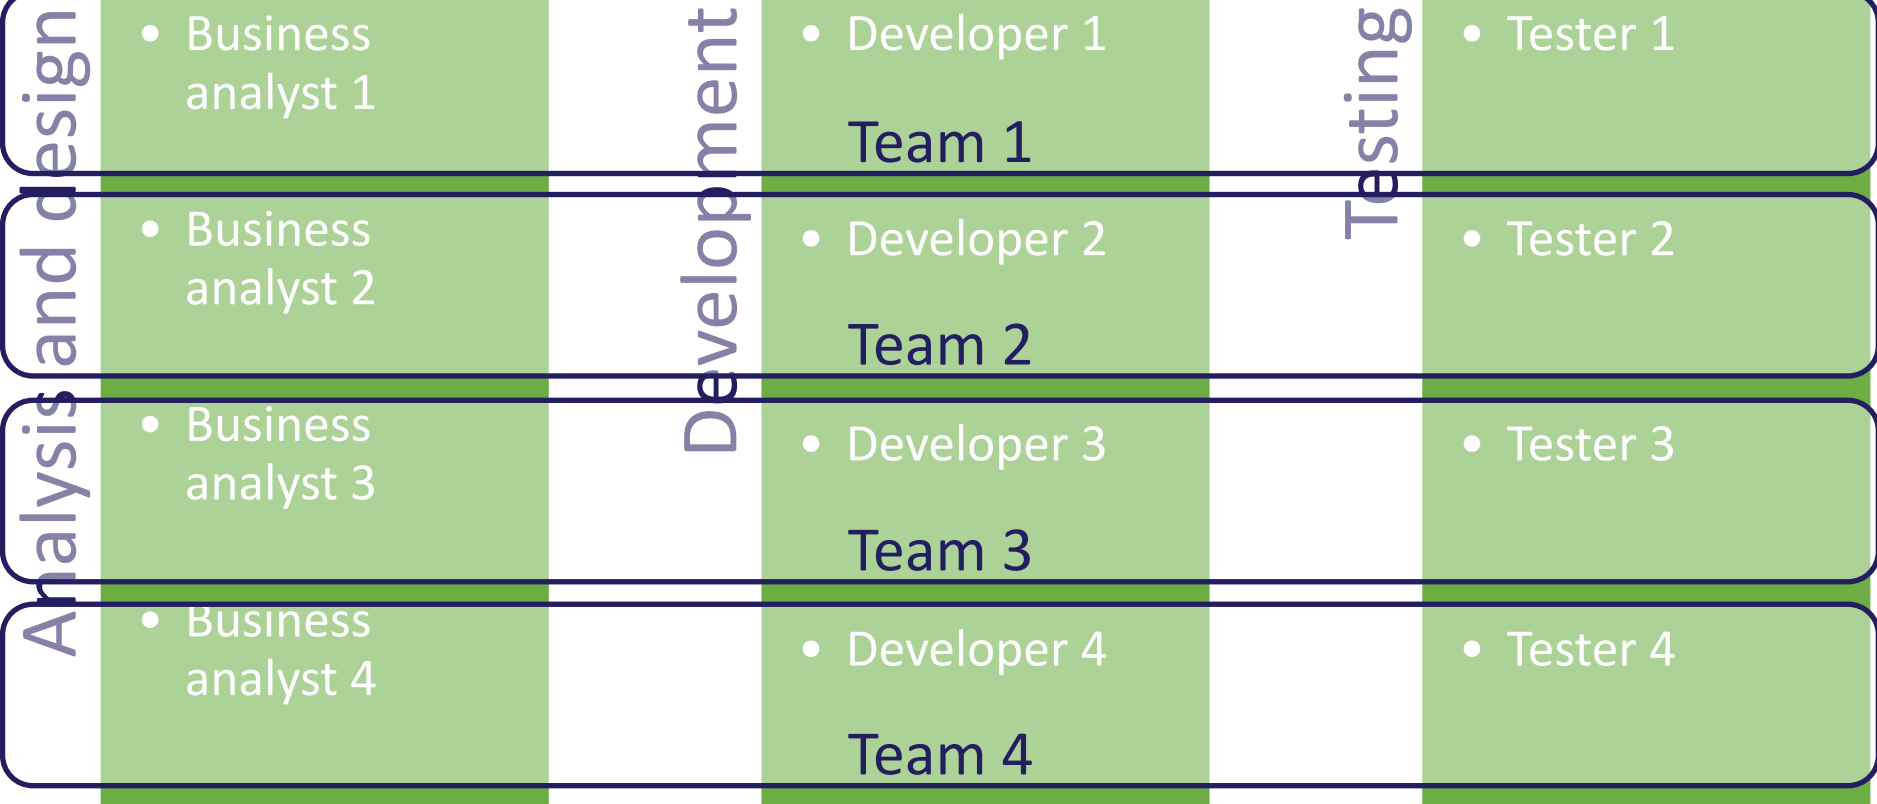 Analysis and design
Business
analyst 1
Business
analyst 2
Business
analyst 3
Business
analyst 4
Development
Developer 1
Developer 2
Developer 3
Developer 4
Testing
Tester 1
Tester 2
Tester 3
Tester 4
Team 1
Team 2
Team 3
Team 4